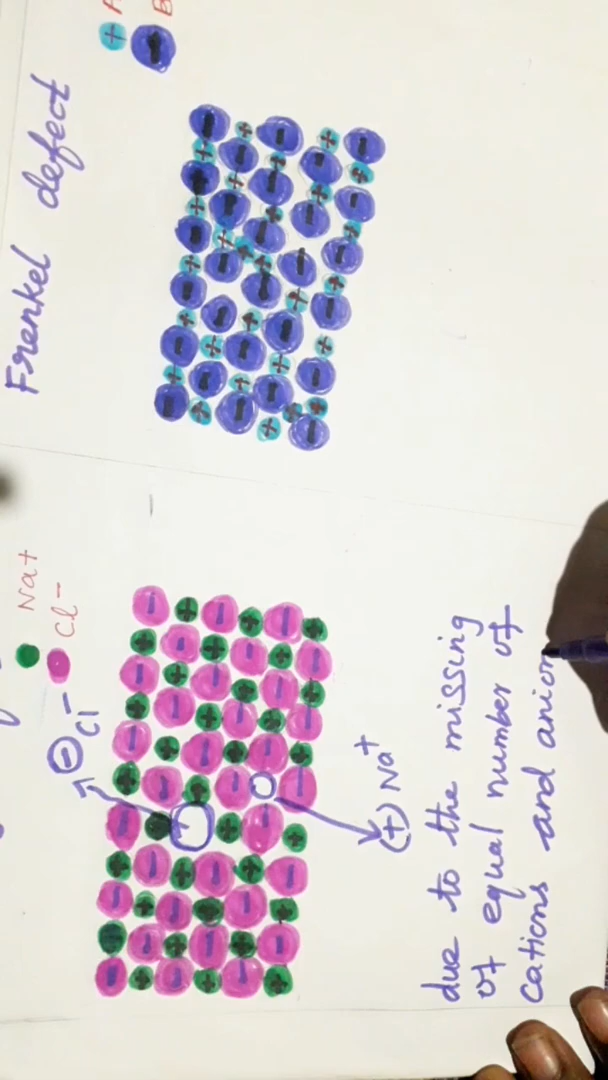 Na+
Cl-
⊖ Cl-
(+) Na+
due to the missing
of equal number of
cations and anion
Frenkel defect